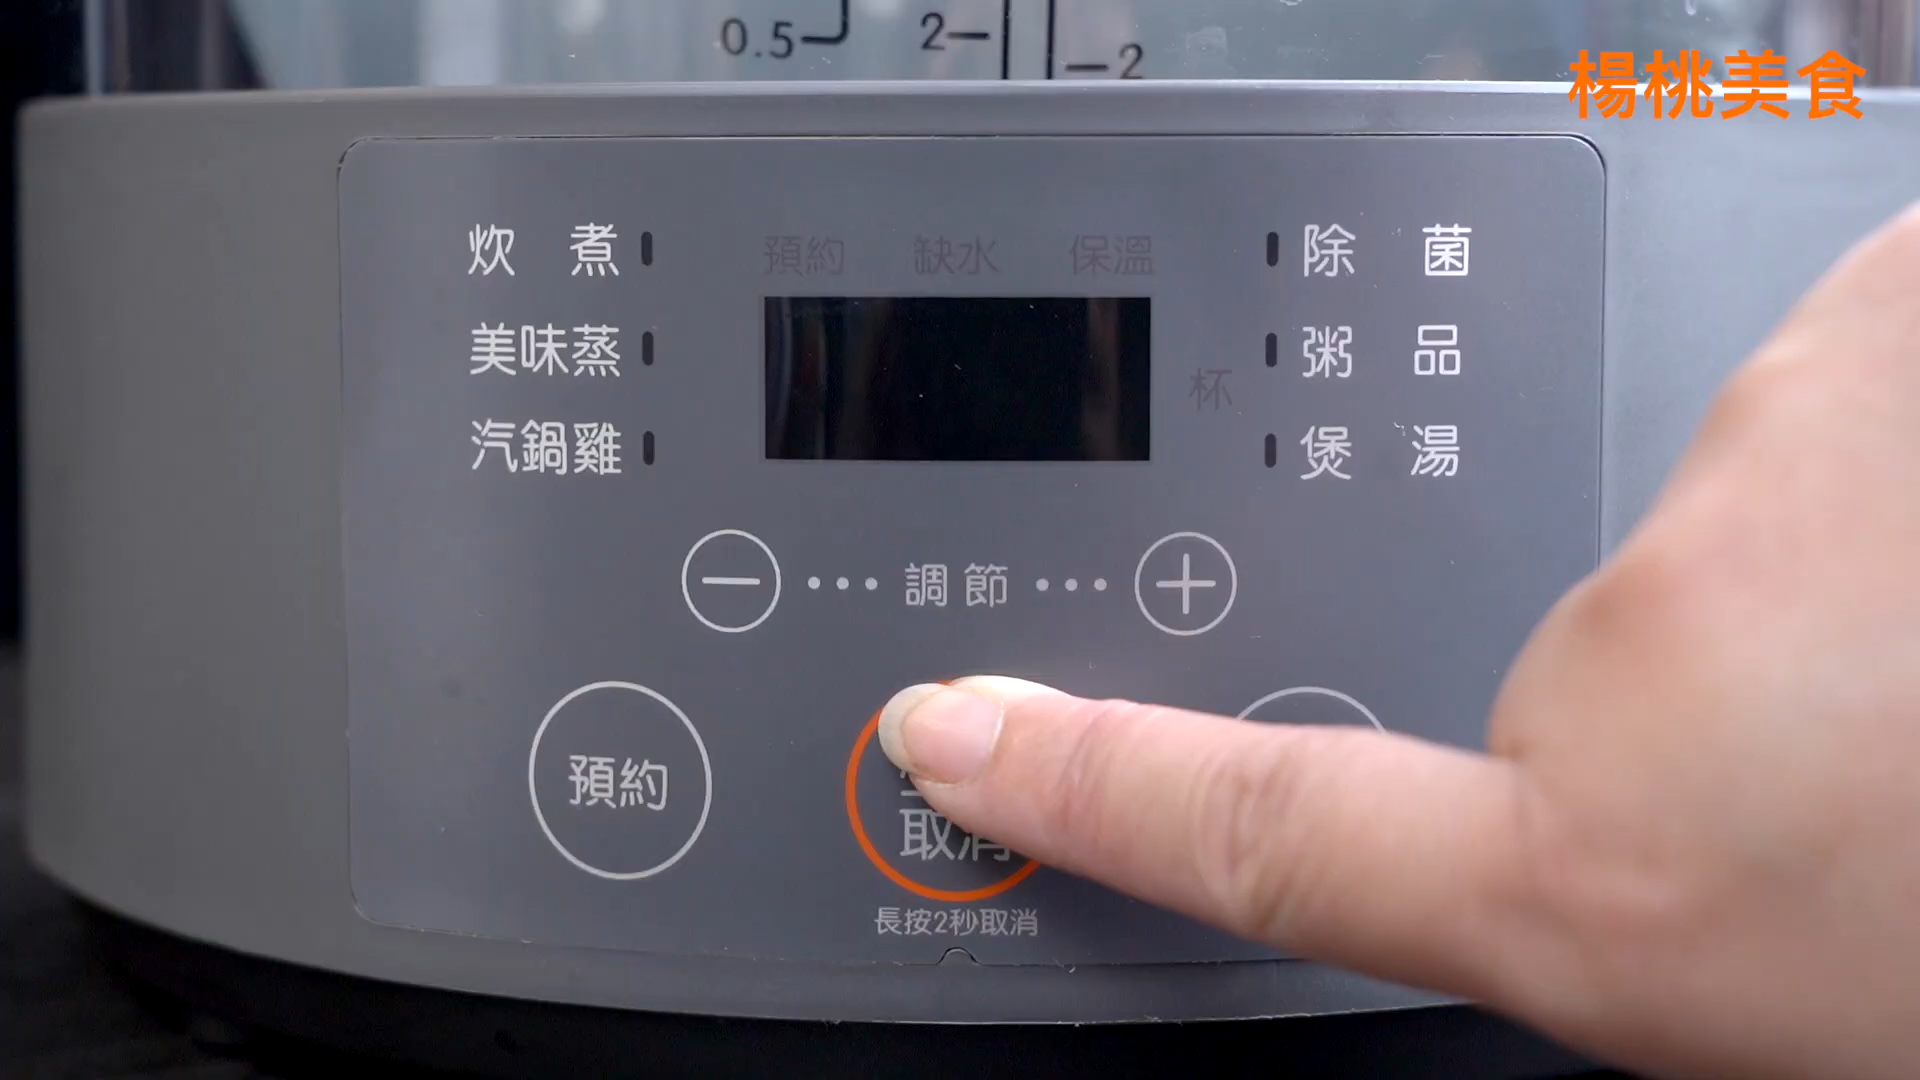 0.5 2 2
楊桃美食
炊煮 預約 缺水 保溫 除菌
美味蒸 粥品
杯
汽鍋雞 煲湯
調節
預約 取消
長按2秒取消